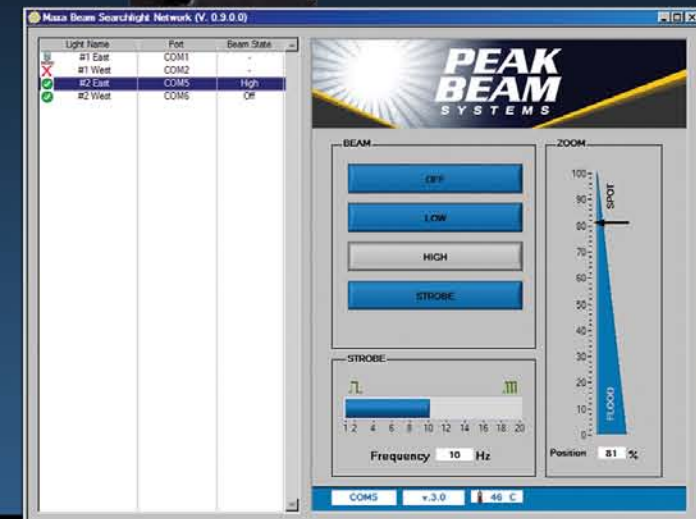 Maxa Beam Searchlight Network (V. 0.9.0.0)
Light Name Port Beam State
#1 East COM1 -
#1 West COM2 -
#2 East COM5 High
#2 West COM6 Off
PEAK
BEAM
SYSTEMS
BEAM
OFF
LOW
HIGH
STROBE
ZOOM
100
90
80
70
60
50
40
30
20
10
0
SPOT
FLOOD
Position 81 %
STROBE
1 2 4 6 8 10 12 14 16 18 20
Frequency 10 Hz
COM5 v.3.0 46 C